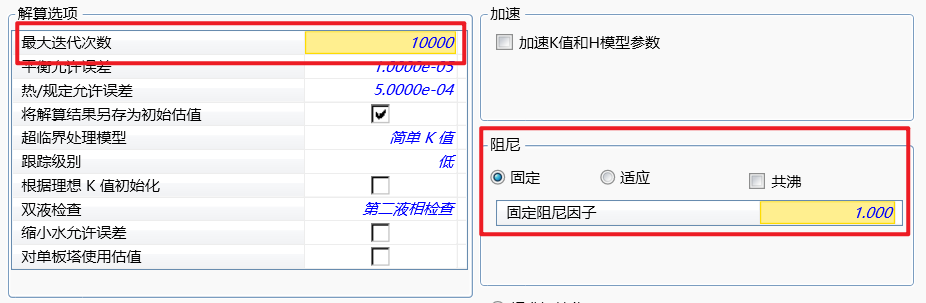 解算选项
最大迭代次数 10000
平衡允许误差 1.0000e-05
热/规定允许误差 5.0000e-04
将解算结果另存为初始估值
超临界处理模型 简单 K 值
跟踪级别 低
根据理想 K 值初始化
双液检查 第二液相检查
缩小水允许误差
对单板塔使用估值
加速
加速K值和H模型参数
阻尼
固定 适应 共沸
固定阻尼因子 1.000